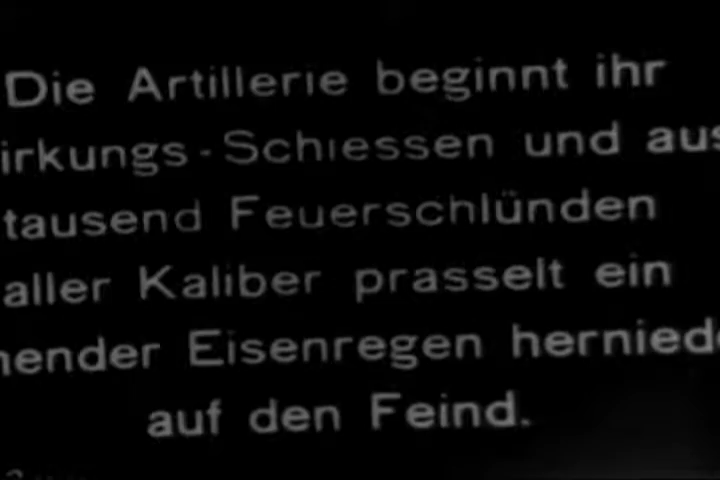 Die Artillerie beginnt ihr
irkungs-Schiessen und aus
tausend Feuerschlünden
aller Kaliber prasselt ein
hender Eisenregen herniede
auf den Feind.